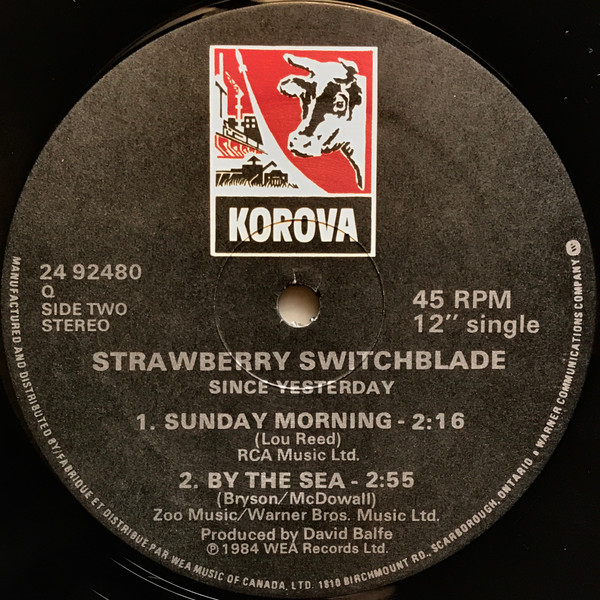 KOROVA
24 92480
Q
SIDE TWO
STEREO
45 RPM
12" single
STRAWBERRY SWITCHBLADE
SINCE YESTERDAY
1. SUNDAY MORNING - 2:16
(Lou Reed)
RCA Music Ltd.
2. BY THE SEA - 2:55
(Bryson/McDowall)
Zoo Music/Warner Bros. Music Ltd.
Produced by David Balfe
℗ 1984 WEA Records Ltd.
MANUFACTURED AND DISTRIBUTED BY/FABRIQUE ET DISTRIBUE PAR WEA MUSIC OF CANADA, LTD. 1810 BIRCHMOUNT RD., SCARBOROUGH, ONTARIO • WARNER COMMUNICATIONS COMPANY